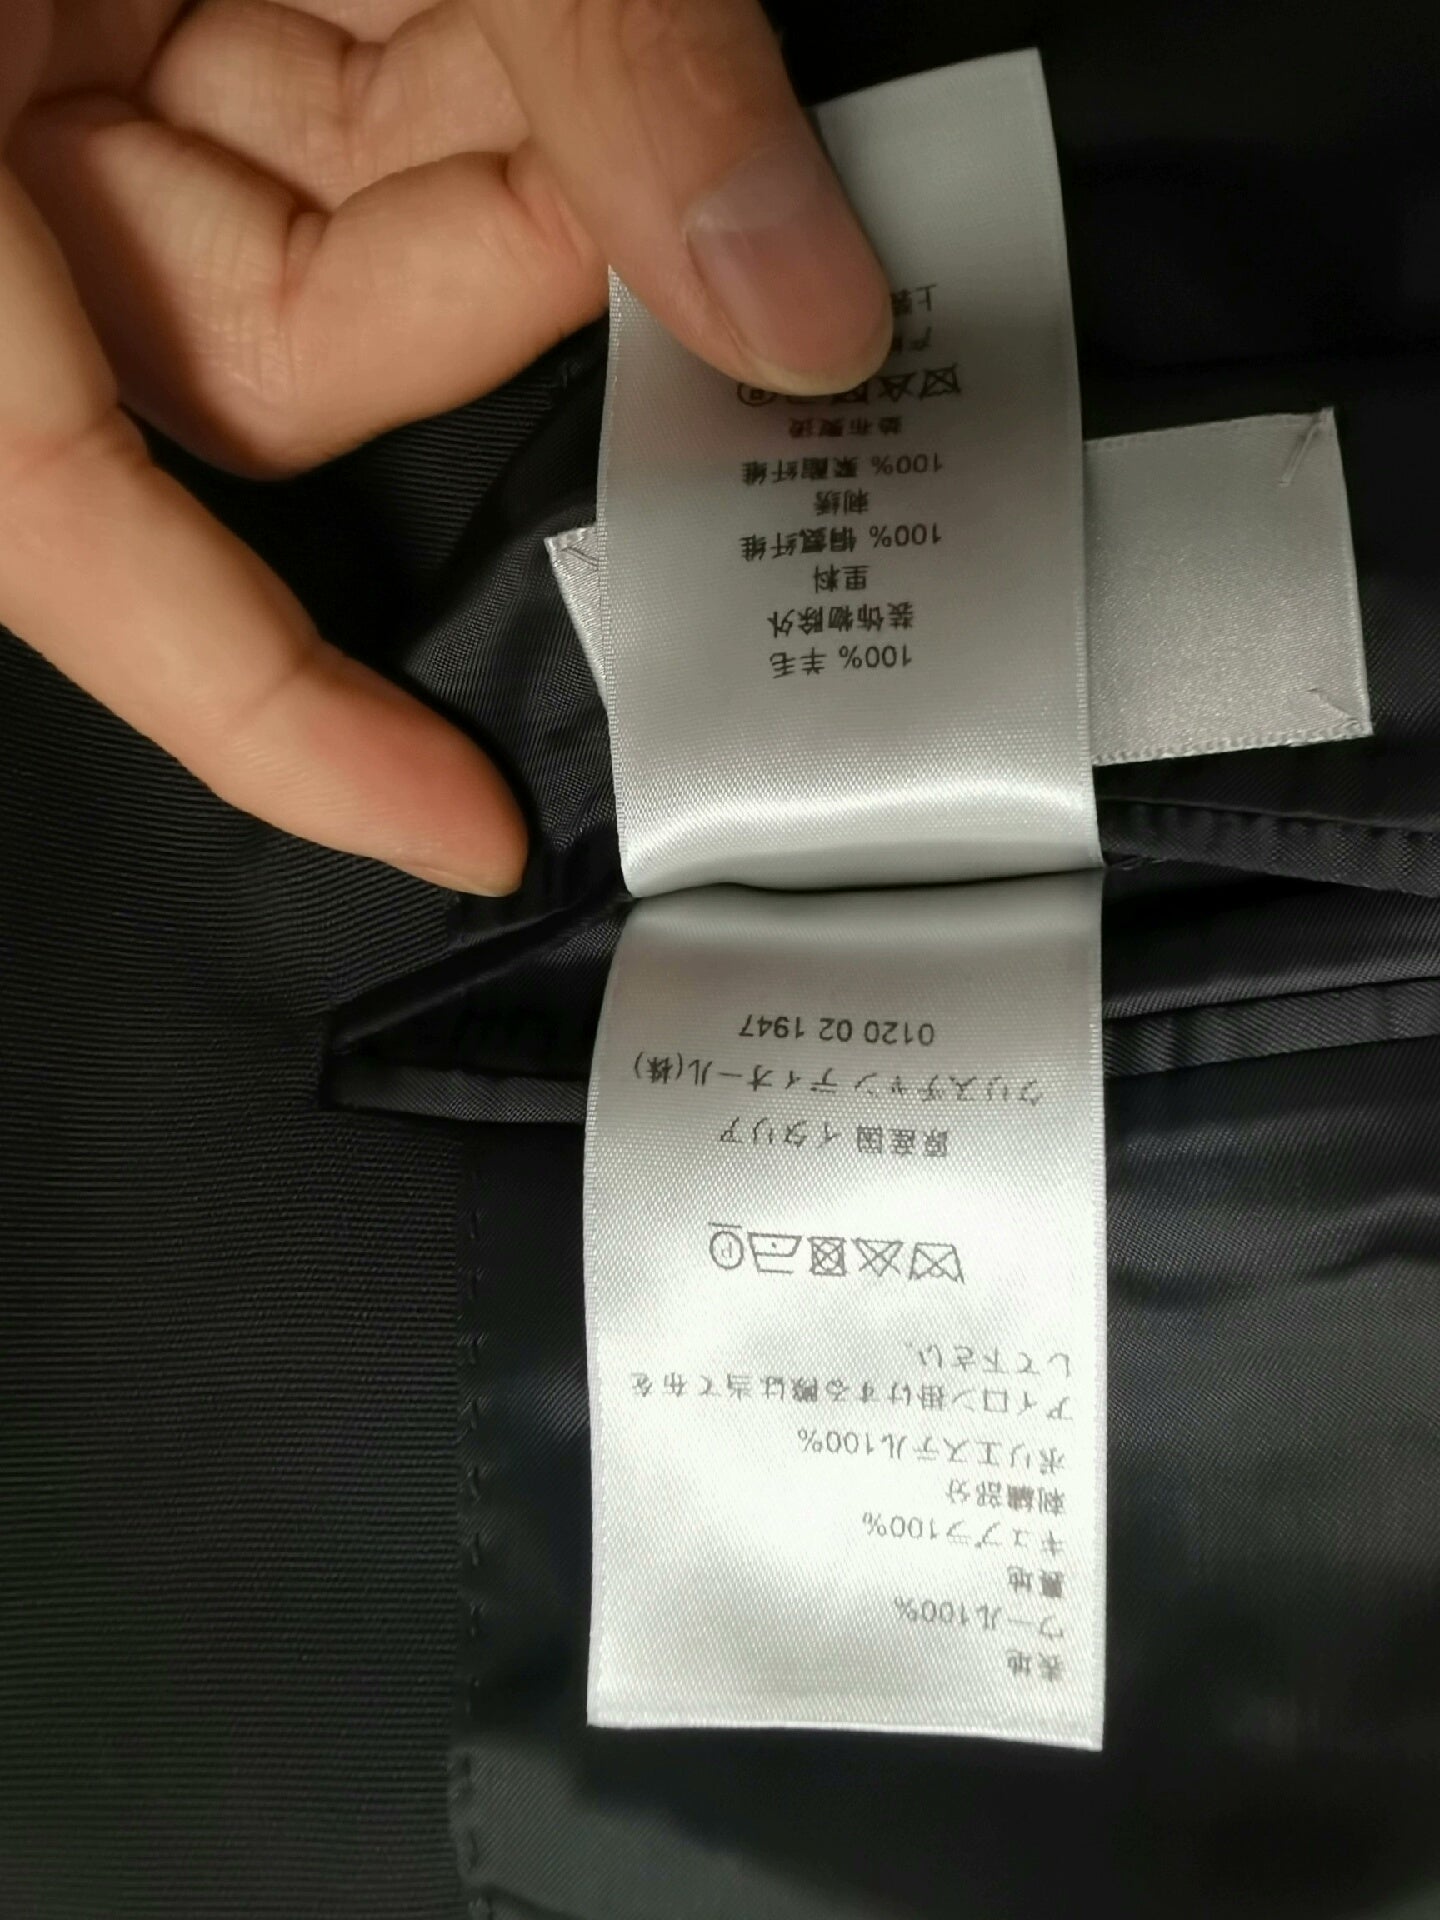 表地
ウール100%
裏地
キュプラ100%
刺繍部分
ポリエステル100%
アイロン掛けする際は当て布を
して下さい。
P
原産国 イタリア
クリスチャン ディオール(株)
0120 02 1947
100% 羊毛
装饰物除外
里料
100% 铜氨纤维
刺绣
100% 聚酯纤维
垫布熨烫
P